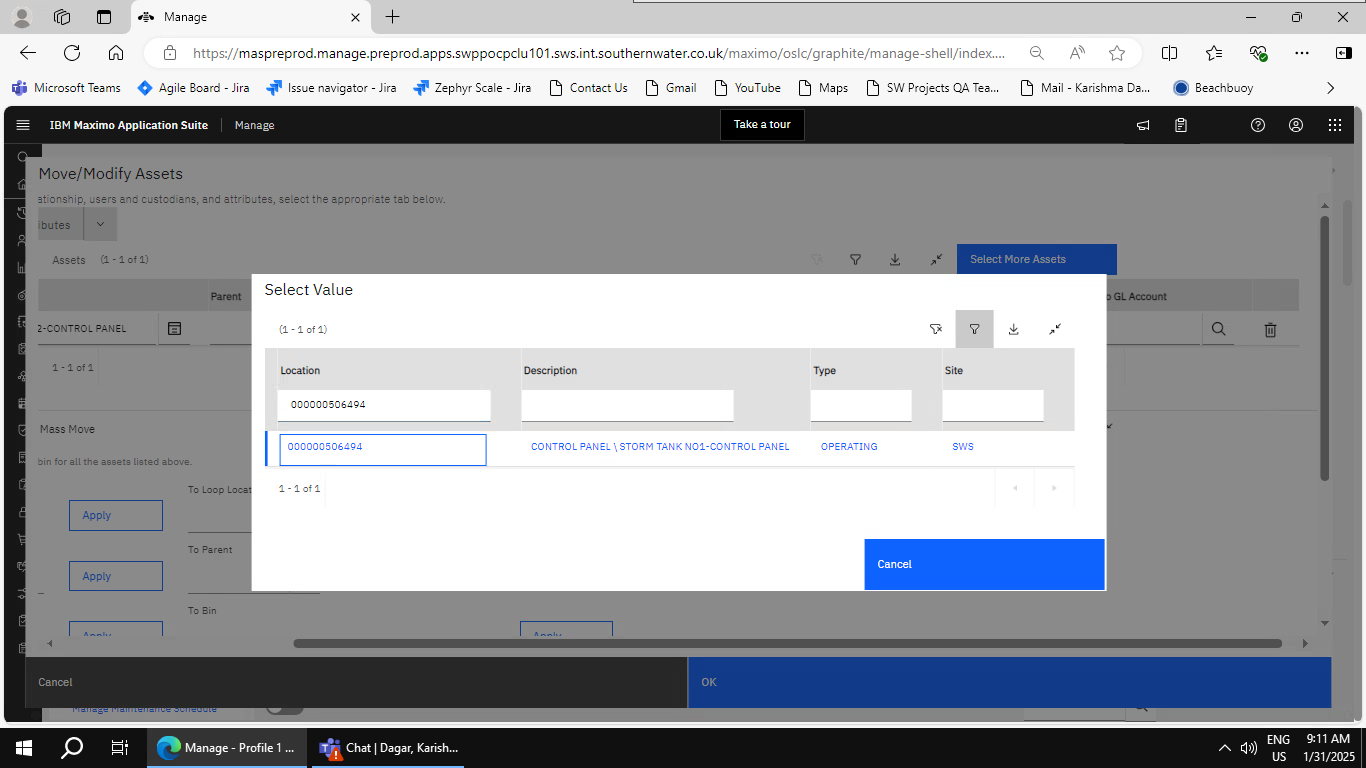 Manage
https://maspreprod.manage.preprod.apps.swppocpclu101.sws.int.southernwater.co.uk/maximo/oslc/graphite/manage-shell/index....
Microsoft Teams
Agile Board - Jira
Issue navigator - Jira
Zephyr Scale - Jira
Contact Us
Gmail
YouTube
Maps
SW Projects QA Tea...
Mail - Karishma Da...
Beachbuoy
IBM Maximo Application Suite
Manage
Take a tour
Move/Modify Assets
ationship, users and custodians, and attributes, select the appropriate tab below.
ibutes
Assets (1 - 1 of 1)
Select More Assets
Parent
o GL Account
2-CONTROL PANEL
1 - 1 of 1
Select Value
(1 - 1 of 1)
Location
Description
Type
Site
000000506494
000000506494
CONTROL PANEL \ STORM TANK NO1-CONTROL PANEL
OPERATING
SWS
1 - 1 of 1
Cancel
Mass Move
bin for all the assets listed above.
To Loop Locat
Apply
To Parent
Apply
To Bin
Apply
Apply
Cancel
OK
Manage Maintenance Schedule
Manage - Profile 1 ...
Chat | Dagar, Karish...
ENG
US
9:11 AM
1/31/2025